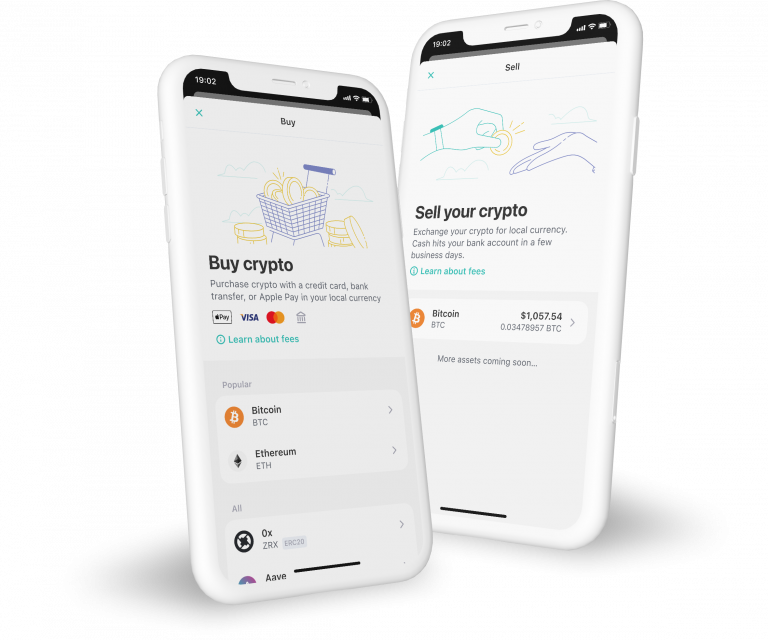 19:02
Buy
Buy crypto
Purchase crypto with a credit card, bank
transfer, or Apple Pay in your local currency
Pay VISA
Learn about fees
Popular
Bitcoin
BTC
Ethereum
ETH
All
0x
ZRX ERC20
Aave
19:02
Sell
Sell your crypto
Exchange your crypto for local currency.
Cash hits your bank account in a few
business days.
Learn about fees
Bitcoin $1,057.54
BTC 0.03478957 BTC
More assets coming soon...